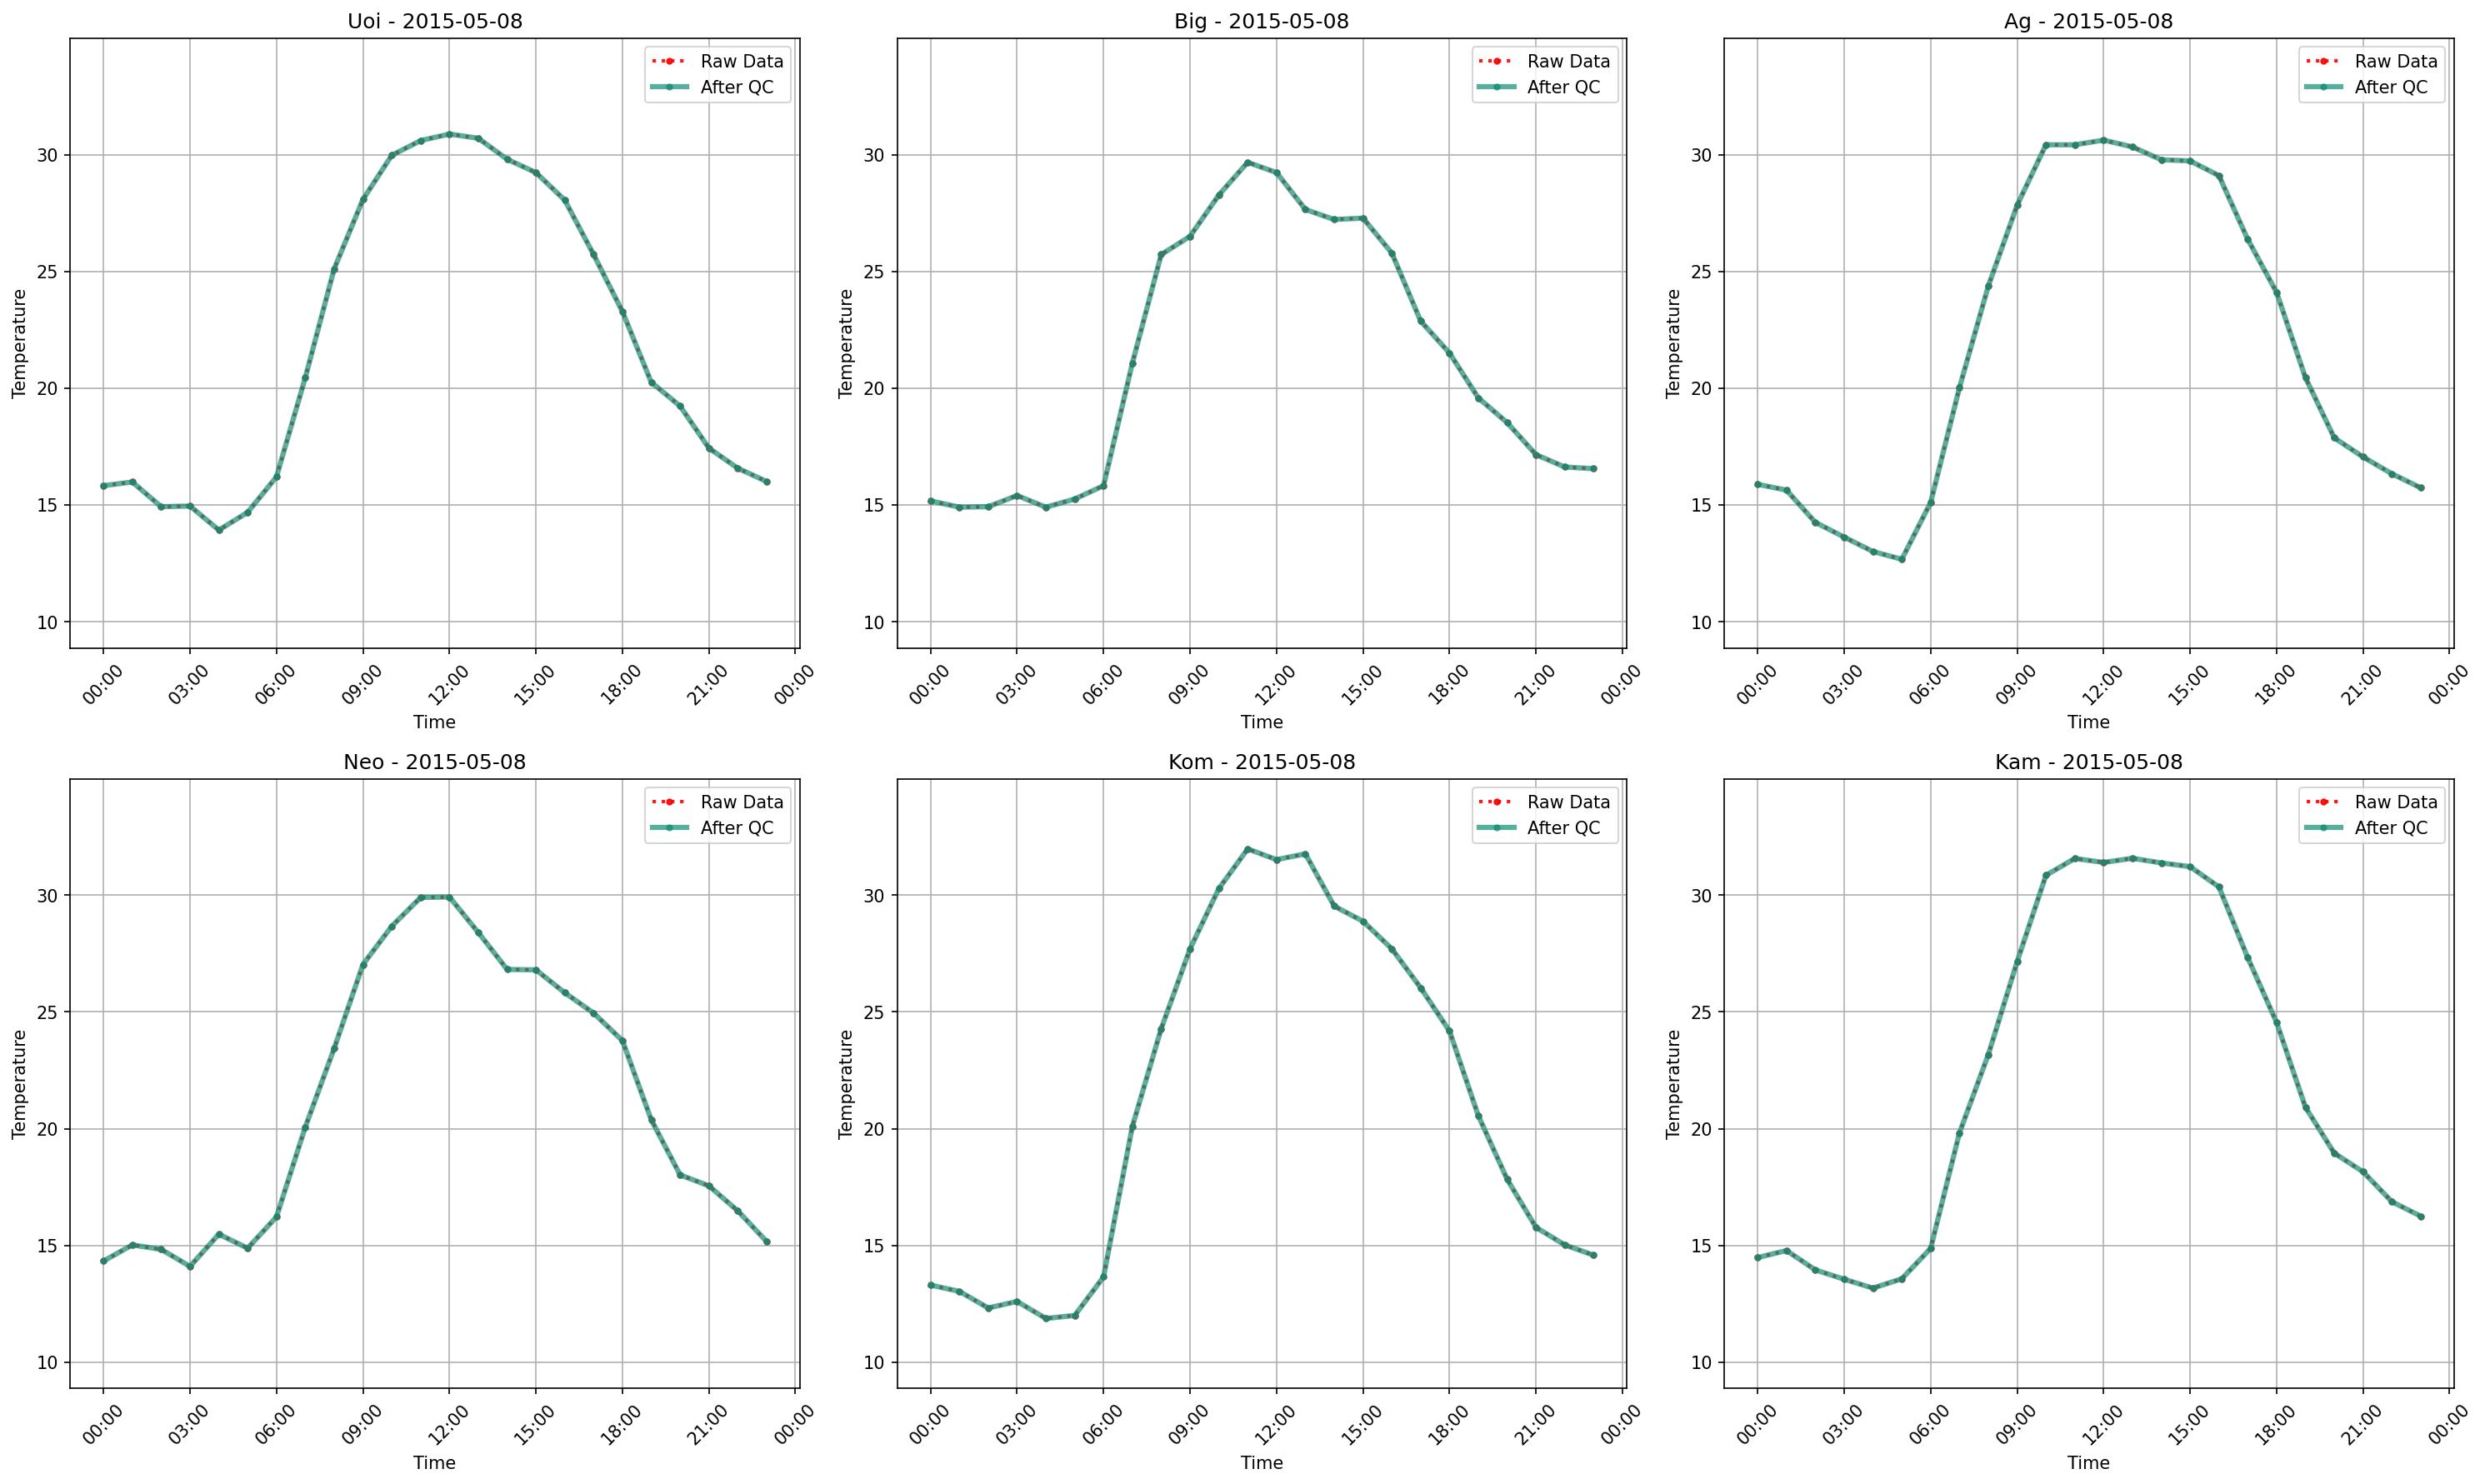 Uoi - 2015-05-08
Raw Data
After QC
30
25
20
15
10
Temperature
00:00
03:00
06:00
09:00
12:00
15:00
18:00
21:00
00:00
Time
Big - 2015-05-08
Raw Data
After QC
30
25
20
15
10
Temperature
00:00
03:00
06:00
09:00
12:00
15:00
18:00
21:00
00:00
Time
Ag - 2015-05-08
Raw Data
After QC
30
25
20
15
10
Temperature
00:00
03:00
06:00
09:00
12:00
15:00
18:00
21:00
00:00
Time
Neo - 2015-05-08
Raw Data
After QC
30
25
20
15
10
Temperature
00:00
03:00
06:00
09:00
12:00
15:00
18:00
21:00
00:00
Time
Kom - 2015-05-08
Raw Data
After QC
30
25
20
15
10
Temperature
00:00
03:00
06:00
09:00
12:00
15:00
18:00
21:00
00:00
Time
Kam - 2015-05-08
Raw Data
After QC
30
25
20
15
10
Temperature
00:00
03:00
06:00
09:00
12:00
15:00
18:00
21:00
00:00
Time